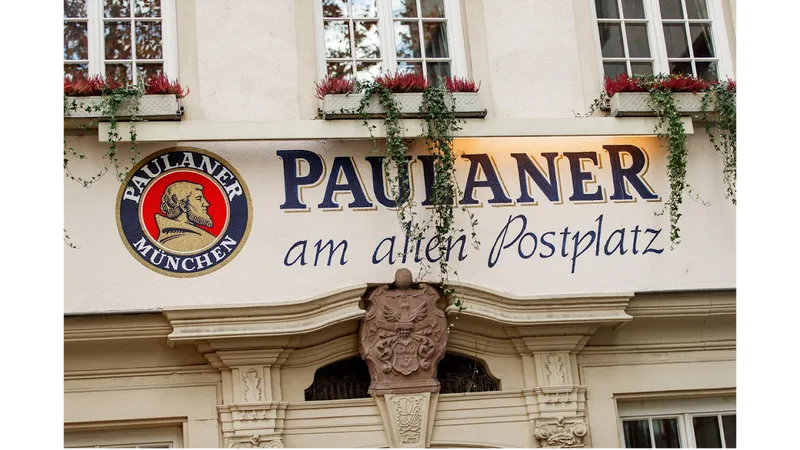 PAULANER
MÜNCHEN
PAULANER
am alten Postplatz